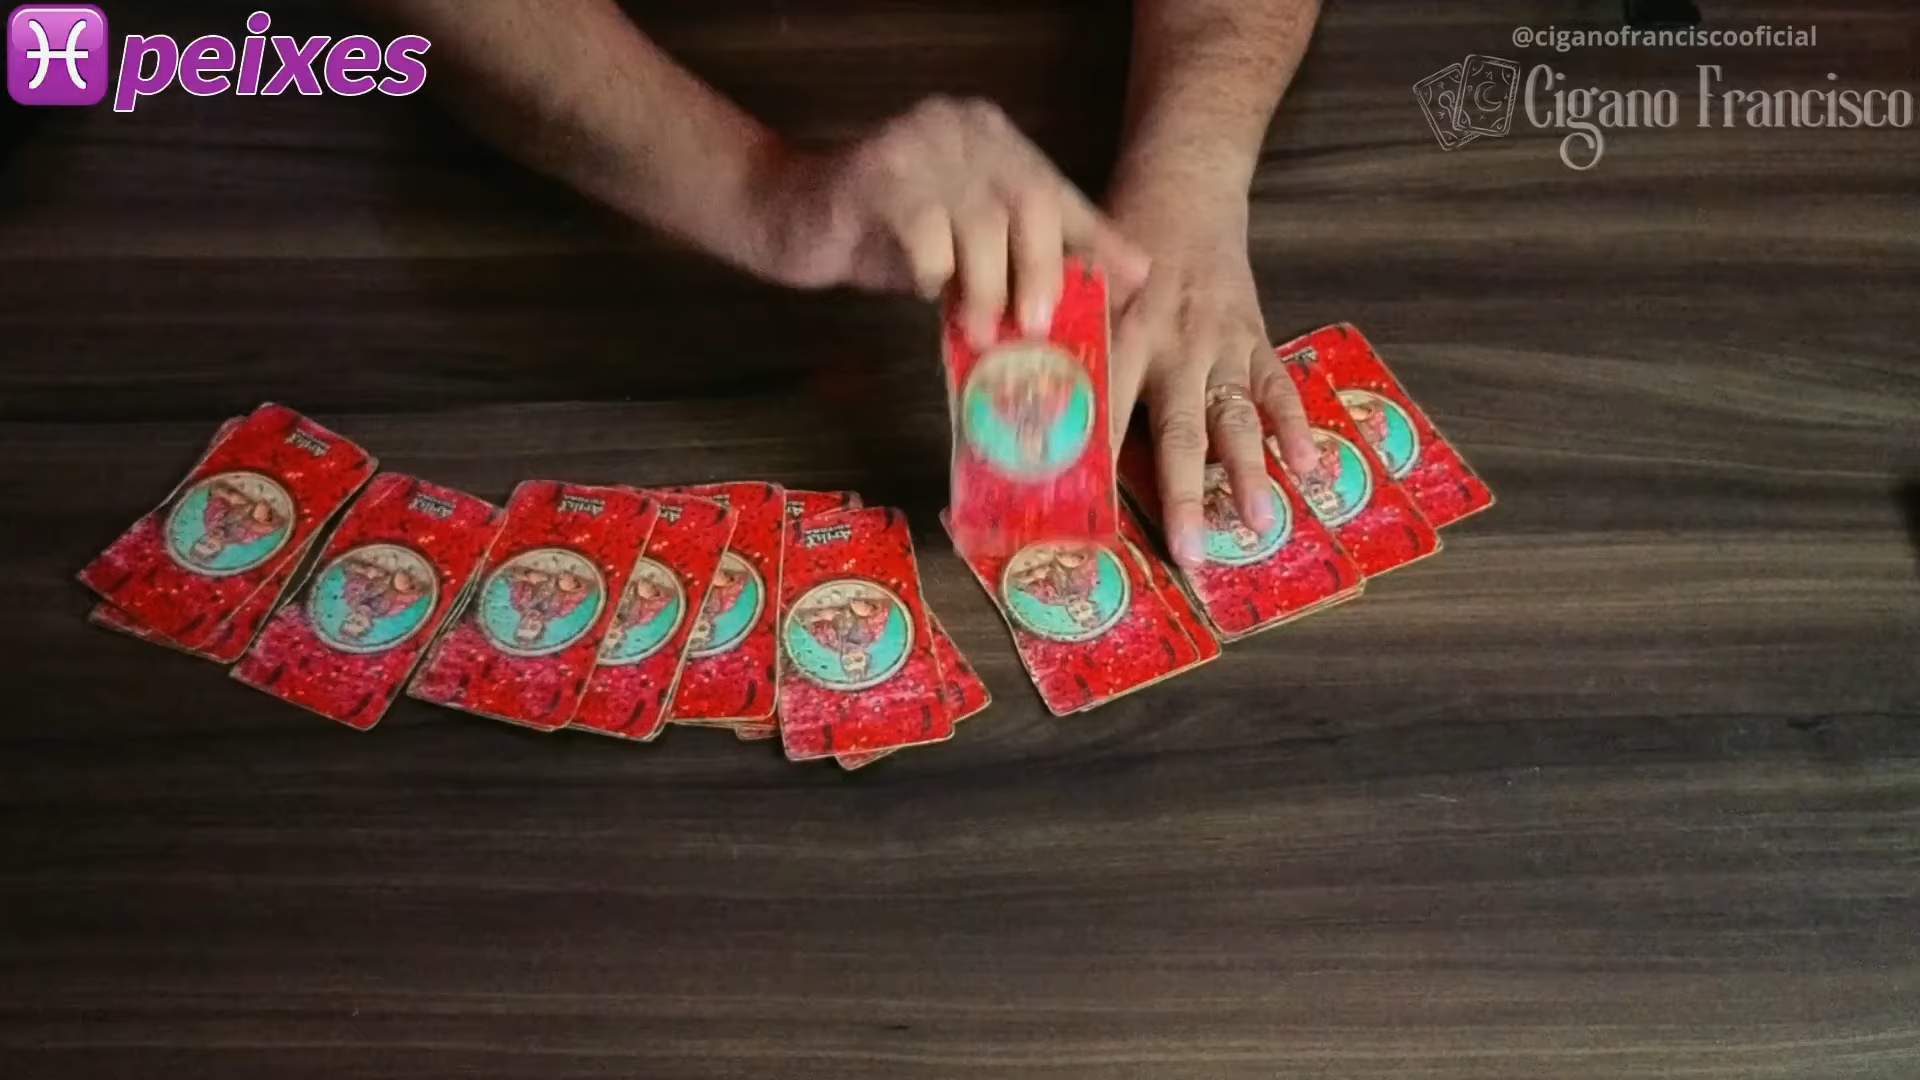 ♓ peixes
@ciganofranciscooficial
Cigano Francisco